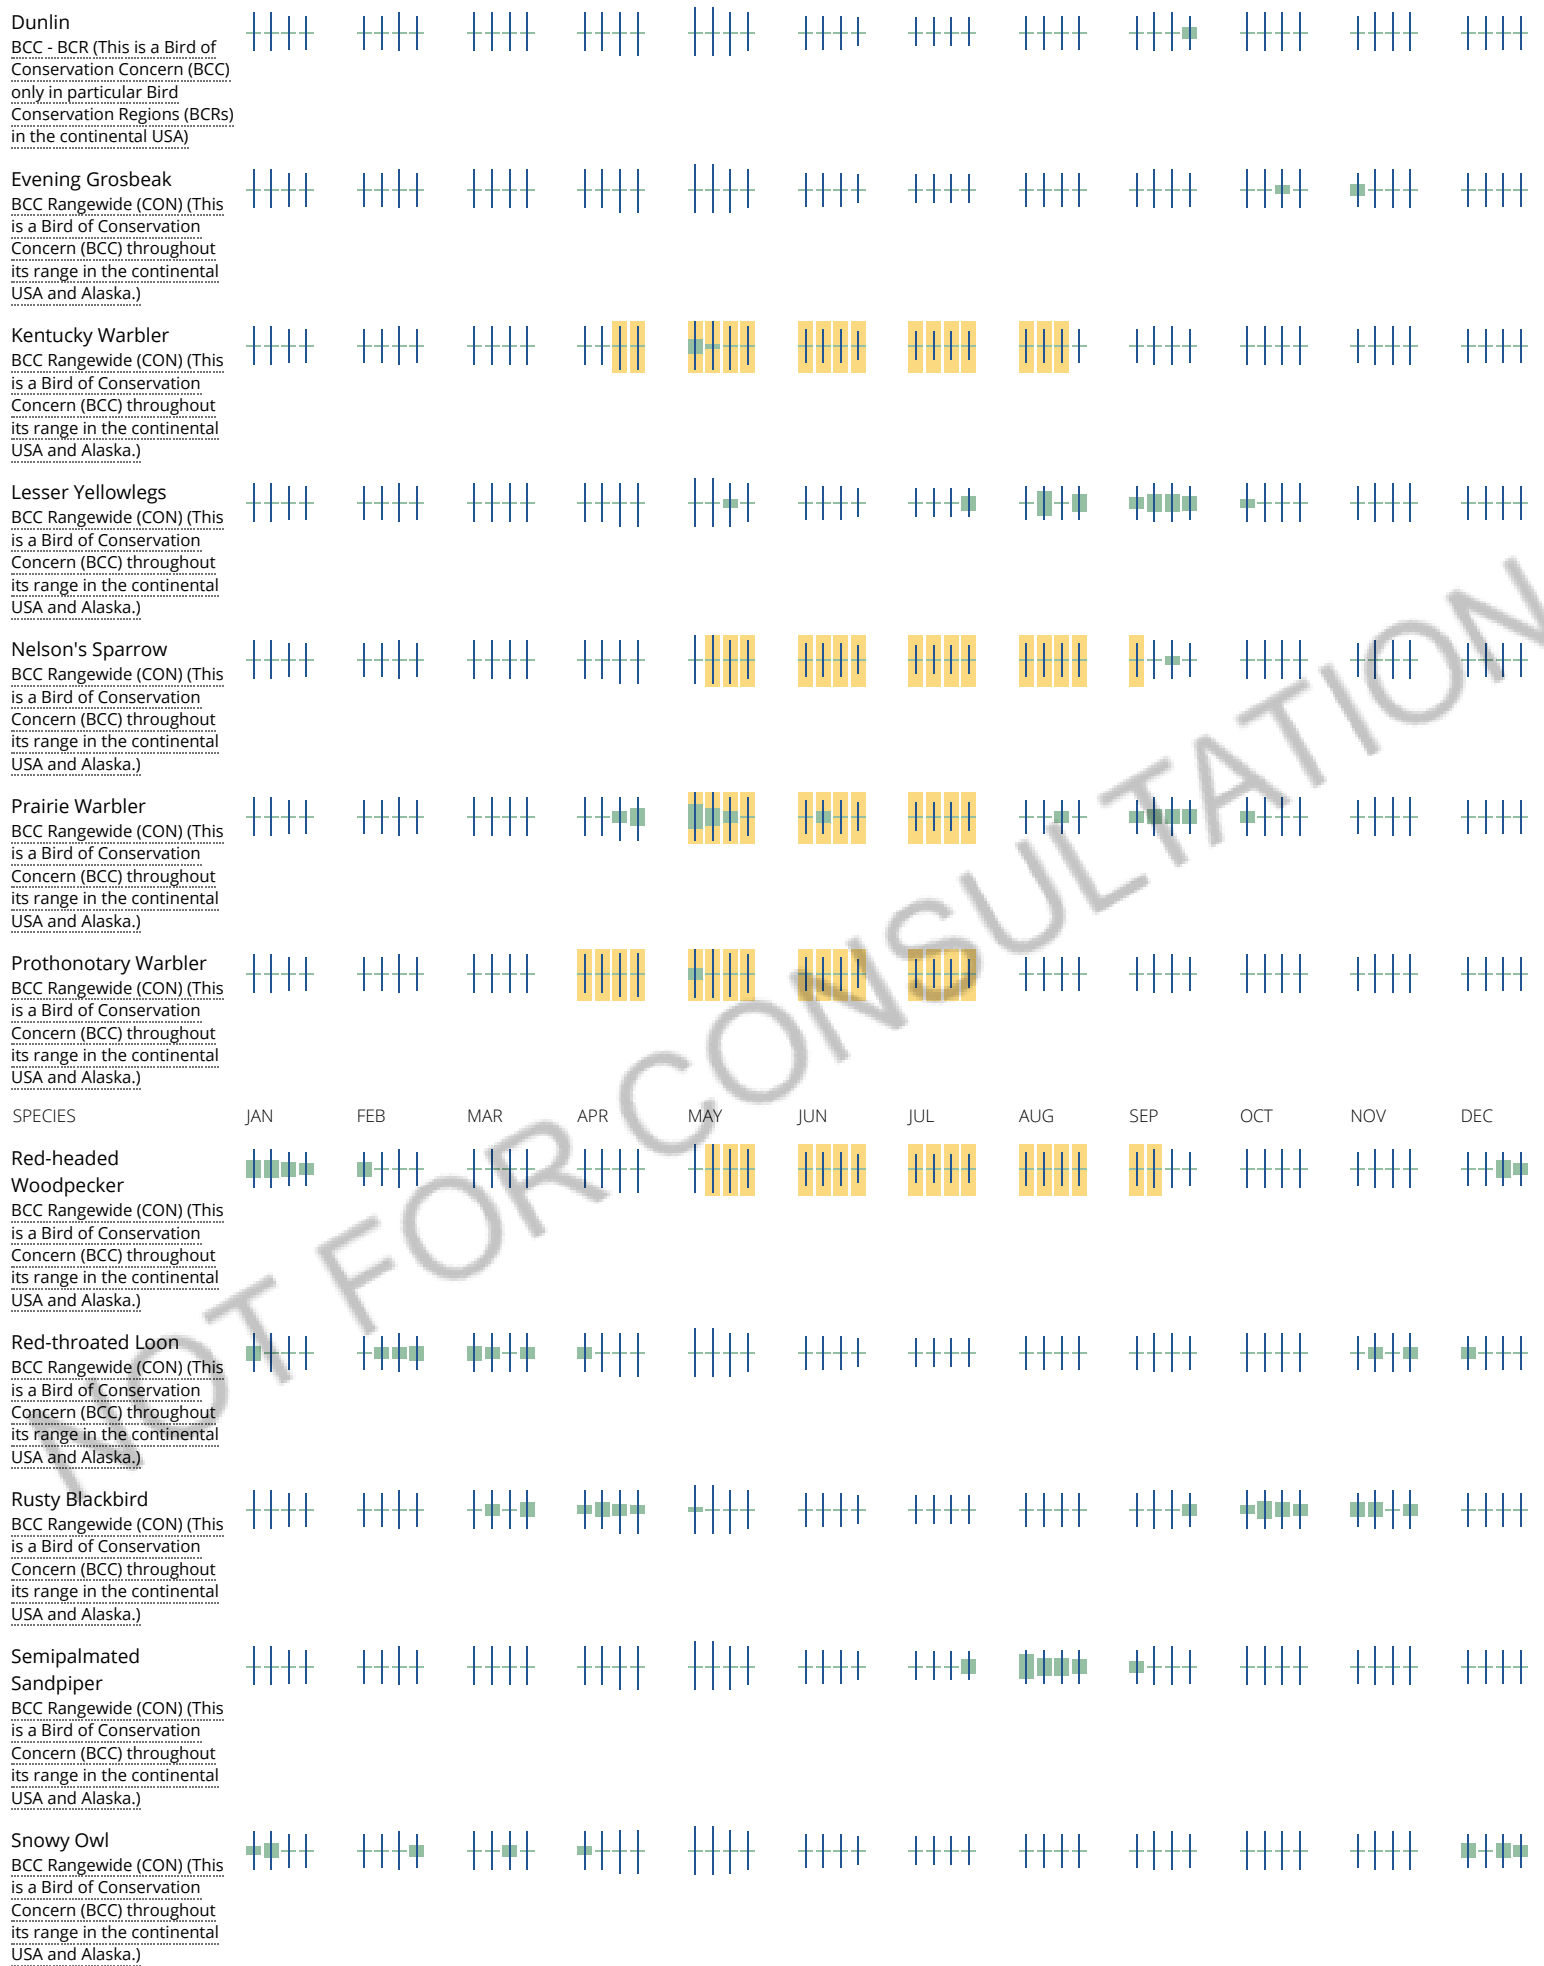 Dunlin
BCC - BCR (This is a Bird of
Conservation Concern (BCC)
only in particular Bird
Conservation Regions (BCRs)
in the continental USA)
Evening Grosbeak
BCC Rangewide (CON) (This
is a Bird of Conservation
Concern (BCC) throughout
its range in the continental
USA and Alaska.)
Kentucky Warbler
BCC Rangewide (CON) (This
is a Bird of Conservation
Concern (BCC) throughout
its range in the continental
USA and Alaska.)
Lesser Yellowlegs
BCC Rangewide (CON) (This
is a Bird of Conservation
Concern (BCC) throughout
its range in the continental
USA and Alaska.)
Nelson's Sparrow
BCC Rangewide (CON) (This
is a Bird of Conservation
Concern (BCC) throughout
its range in the continental
USA and Alaska.)
Prairie Warbler
BCC Rangewide (CON) (This
is a Bird of Conservation
Concern (BCC) throughout
its range in the continental
USA and Alaska.)
Prothonotary Warbler
BCC Rangewide (CON) (This
is a Bird of Conservation
Concern (BCC) throughout
its range in the continental
USA and Alaska.)
SPECIES JAN FEB MAR APR MAY JUN JUL AUG SEP OCT NOV DEC
Red-headed
Woodpecker
BCC Rangewide (CON) (This
is a Bird of Conservation
Concern (BCC) throughout
its range in the continental
USA and Alaska.)
Red-throated Loon
BCC Rangewide (CON) (This
is a Bird of Conservation
Concern (BCC) throughout
its range in the continental
USA and Alaska.)
Rusty Blackbird
BCC Rangewide (CON) (This
is a Bird of Conservation
Concern (BCC) throughout
its range in the continental
USA and Alaska.)
Semipalmated
Sandpiper
BCC Rangewide (CON) (This
is a Bird of Conservation
Concern (BCC) throughout
its range in the continental
USA and Alaska.)
Snowy Owl
BCC Rangewide (CON) (This
is a Bird of Conservation
Concern (BCC) throughout
its range in the continental
USA and Alaska.)
NOT FOR CONSULTATION